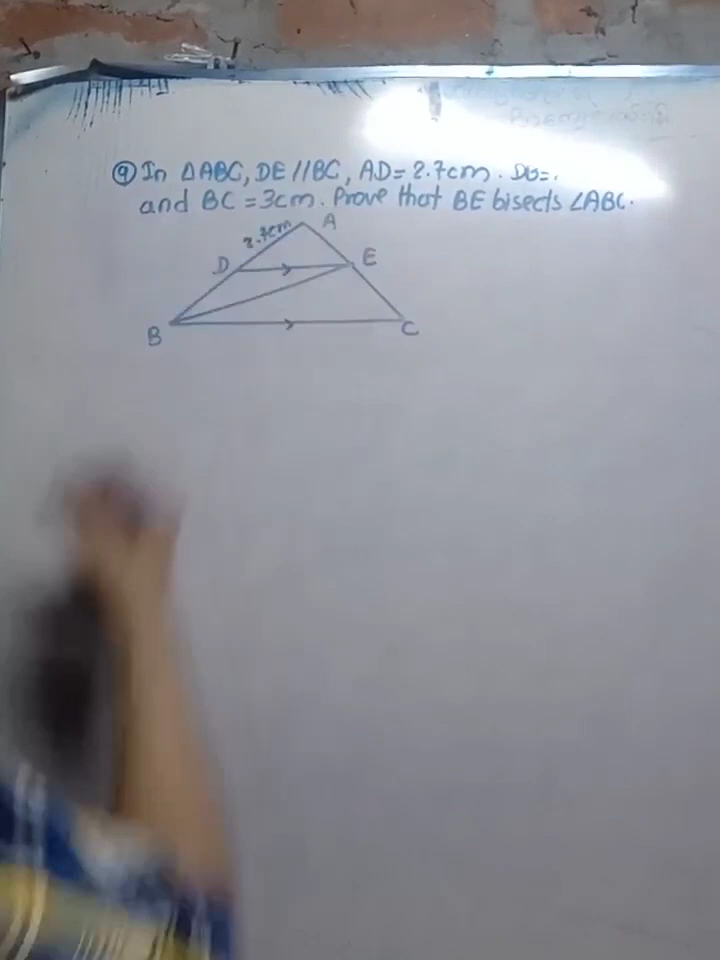 9 In △ABC, DE//BC, AD= 2.7cm. DB=.
and BC = 3cm. Prove that BE bisects ∠ABC.
2.7cm
A
D
E
B
C